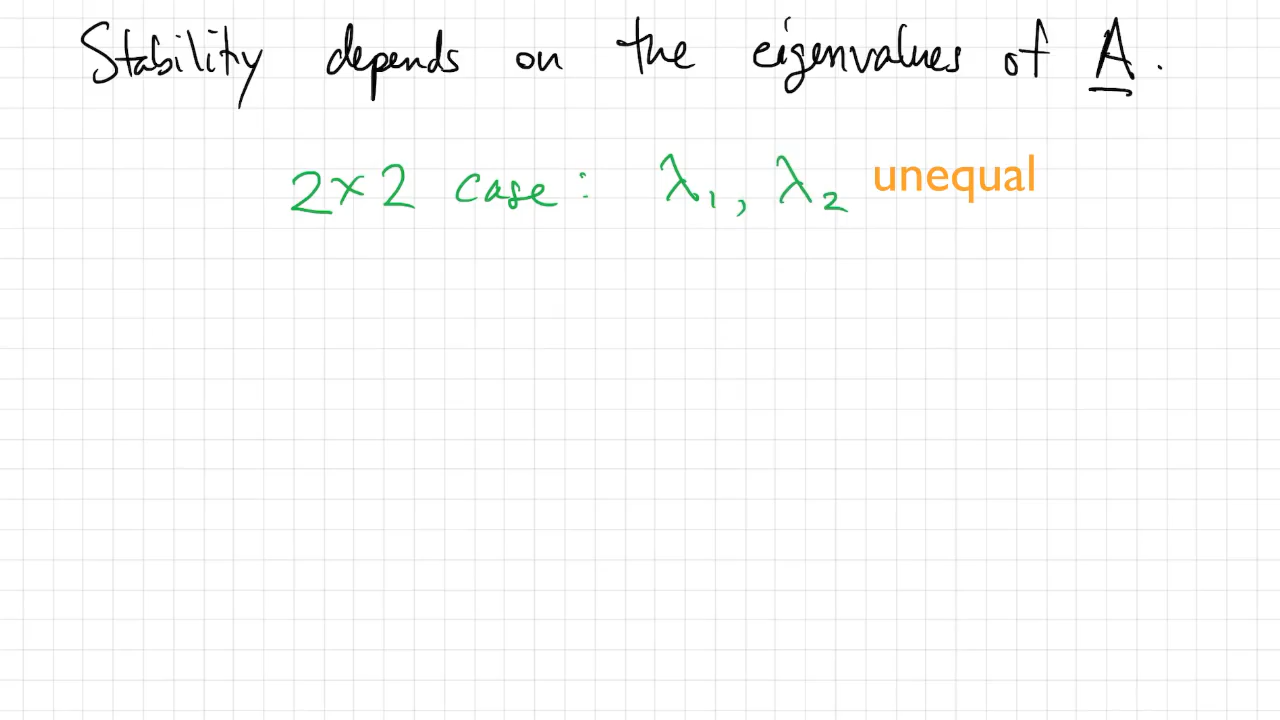 Stability depends on the eigenvalues of A.
2×2 case: λ₁, λ₂ unequal